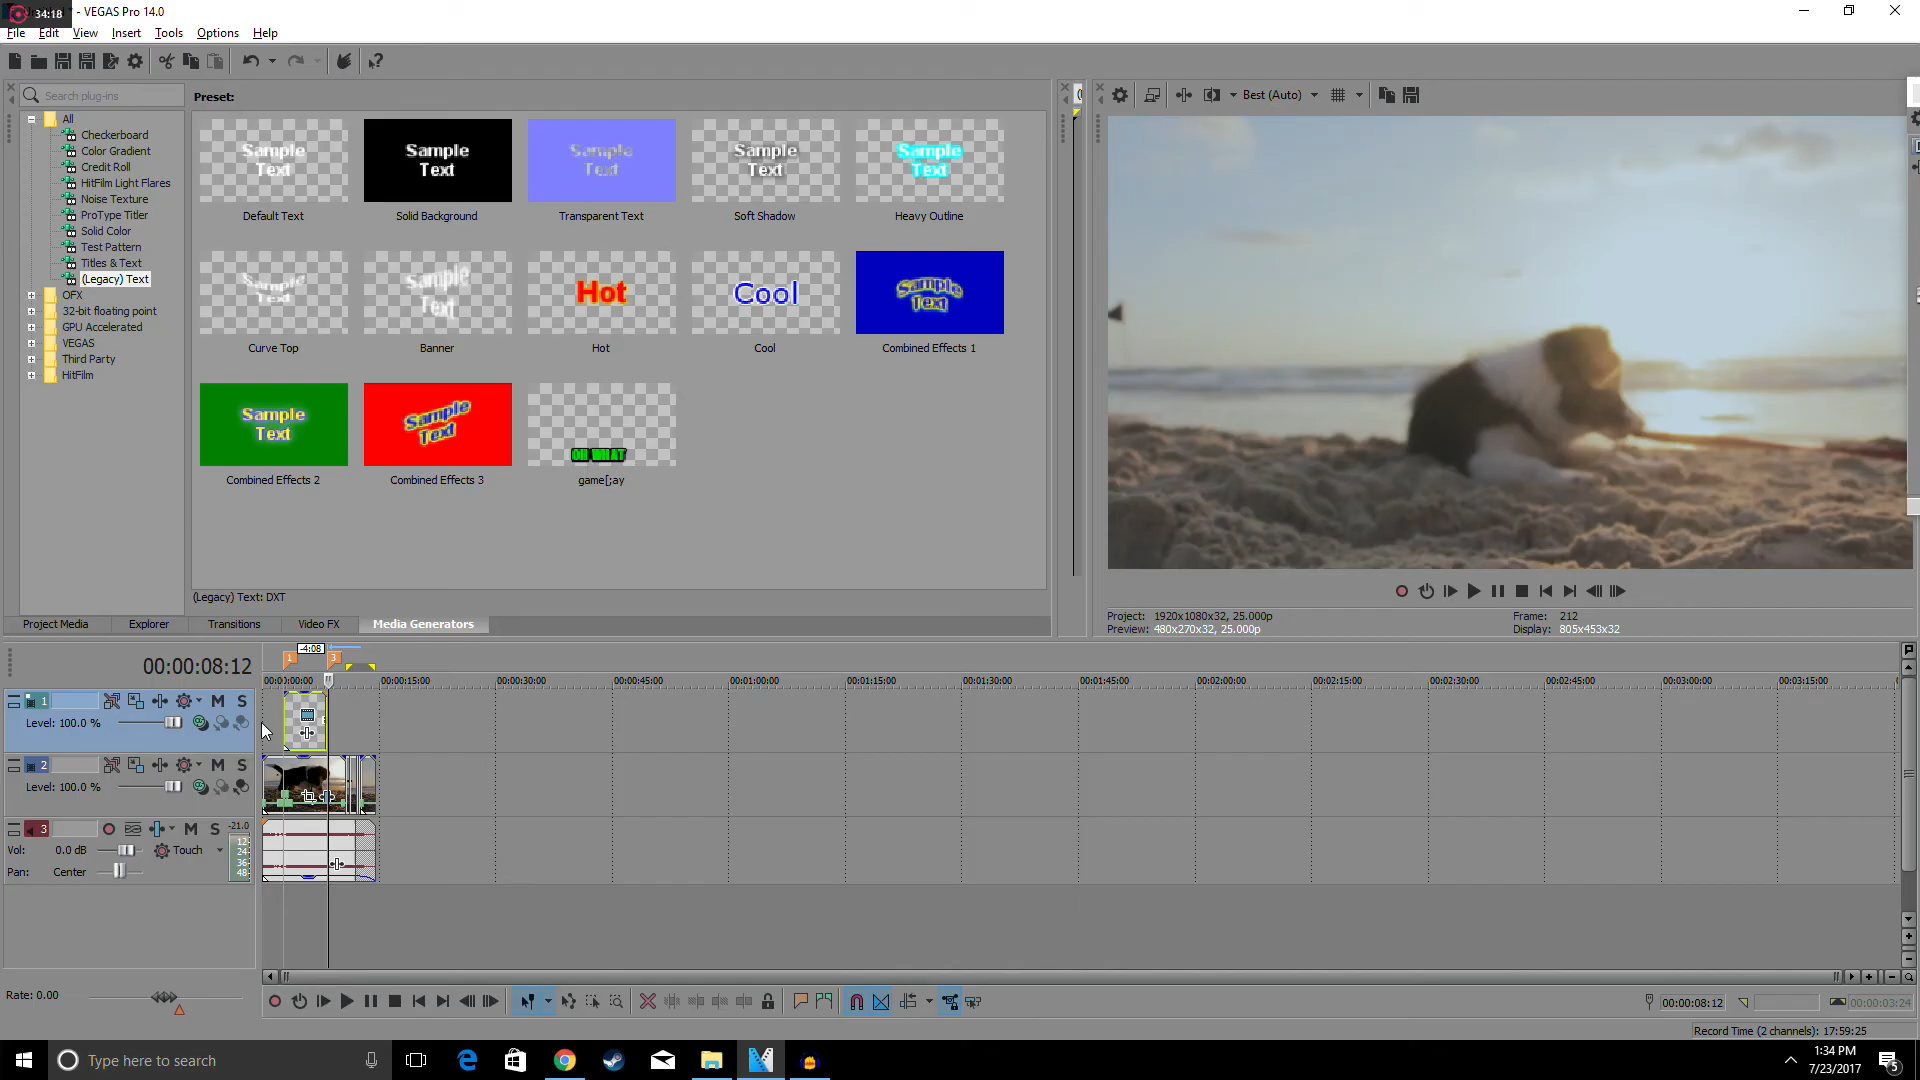 34:18
- VEGAS Pro 14.0
File Edit View Insert Tools Options Help
Search plug-ins
Preset:
Best (Auto)
All
Checkerboard
Color Gradient
Credit Roll
HitFilm Light Flares
Noise Texture
ProType Titler
Solid Color
Test Pattern
Titles & Text
(Legacy) Text
OFX
32-bit floating point
GPU Accelerated
VEGAS
Third Party
HitFilm
Sample Text
Sample Text
Sample Text
Sample Text
Sample Text
Default Text Solid Background Transparent Text Soft Shadow Heavy Outline
Sample Text
Sample Text
Hot
Cool
Sample Text
Curve Top Banner Hot Cool Combined Effects 1
Sample Text
Sample Text
OH WHAT
Combined Effects 2 Combined Effects 3 game[;ay
(Legacy) Text: DXT
Project Media Explorer Transitions Video FX Media Generators
Project: 1920x1080x32, 25.000p Frame: 212
Preview: 480x270x32, 25.000p Display: 805x453x32
-4:08
1 3
00:00:08:12
00:00:15:00 00:00:30:00 00:00:45:00 00:01:00:00 00:01:15:00 00:01:30:00 00:01:45:00 00:02:00:00 00:02:15:00 00:02:30:00 00:02:45:00 00:03:00:00 00:03:15:00
1 M S
Level: 100.0 %
2 M S
Level: 100.0 %
3 M S -21.0
Vol: 0.0 dB Touch
Pan: Center
12
24
36
48
Rate: 0.00
00:00:08:12 00:00:03:24
Record Time (2 channels): 17:59:25
Type here to search
1:34 PM
7/23/2017
5